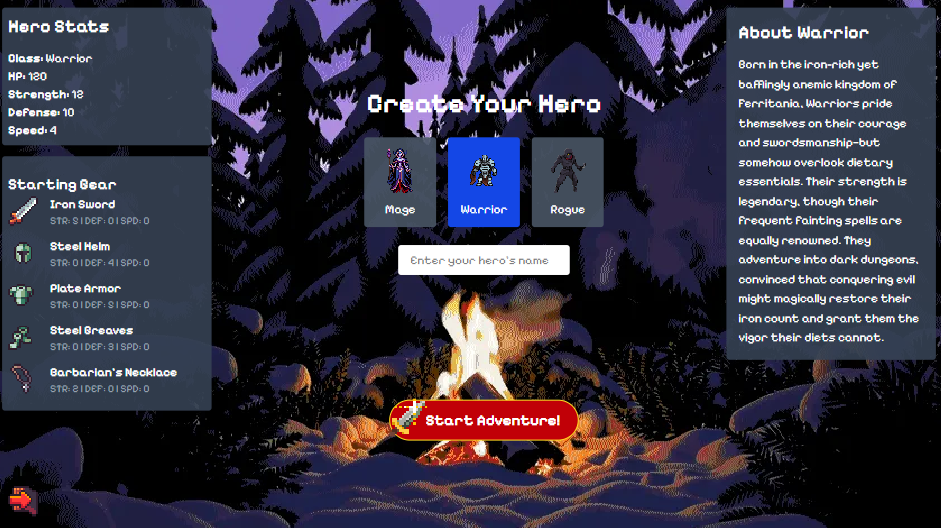 Hero Stats
Class: Warrior
HP: 120
Strength: 12
Defense: 10
Speed: 4
Starting Gear
Iron Sword
STR: 5 | DEF: 0 | SPD: 0
Steel Helm
STR: 0 | DEF: 4 | SPD: 0
Plate Armor
STR: 0 | DEF: 5 | SPD: 0
Steel Greaves
STR: 0 | DEF: 3 | SPD: 0
Barbarian's Necklace
STR: 2 | DEF: 0 | SPD: 0
Create Your Hero
Mage
Warrior
Rogue
Enter your hero's name
Start Adventure!
About Warrior
Born in the iron-rich yet
bafflingly anemic kingdom of
Ferritania, Warriors pride
themselves on their courage
and swordsmanship—but
somehow overlook dietary
essentials. Their strength is
legendary, though their
frequent fainting spells are
equally renowned. They
adventure into dark dungeons,
convinced that conquering evil
might magically restore their
iron count and grant them the
vigor their diets cannot.